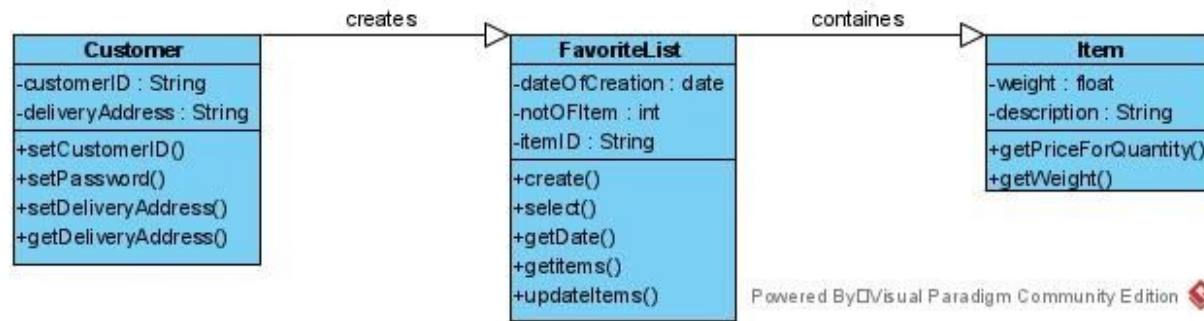 creates
containes
Customer
-customerID : String
-deliveryAddress : String
+setCustomerID()
+setPassword()
+setDeliveryAddress()
+getDeliveryAddress()
FavoriteList
-dateOfCreation : date
-notOFItem : int
-itemID : String
+create()
+select()
+getDate()
+getitems()
+updateItems()
Item
-weight : float
-description : String
+getPriceForQuantity()
+getWeight()
Powered By□Visual Paradigm Community Edition